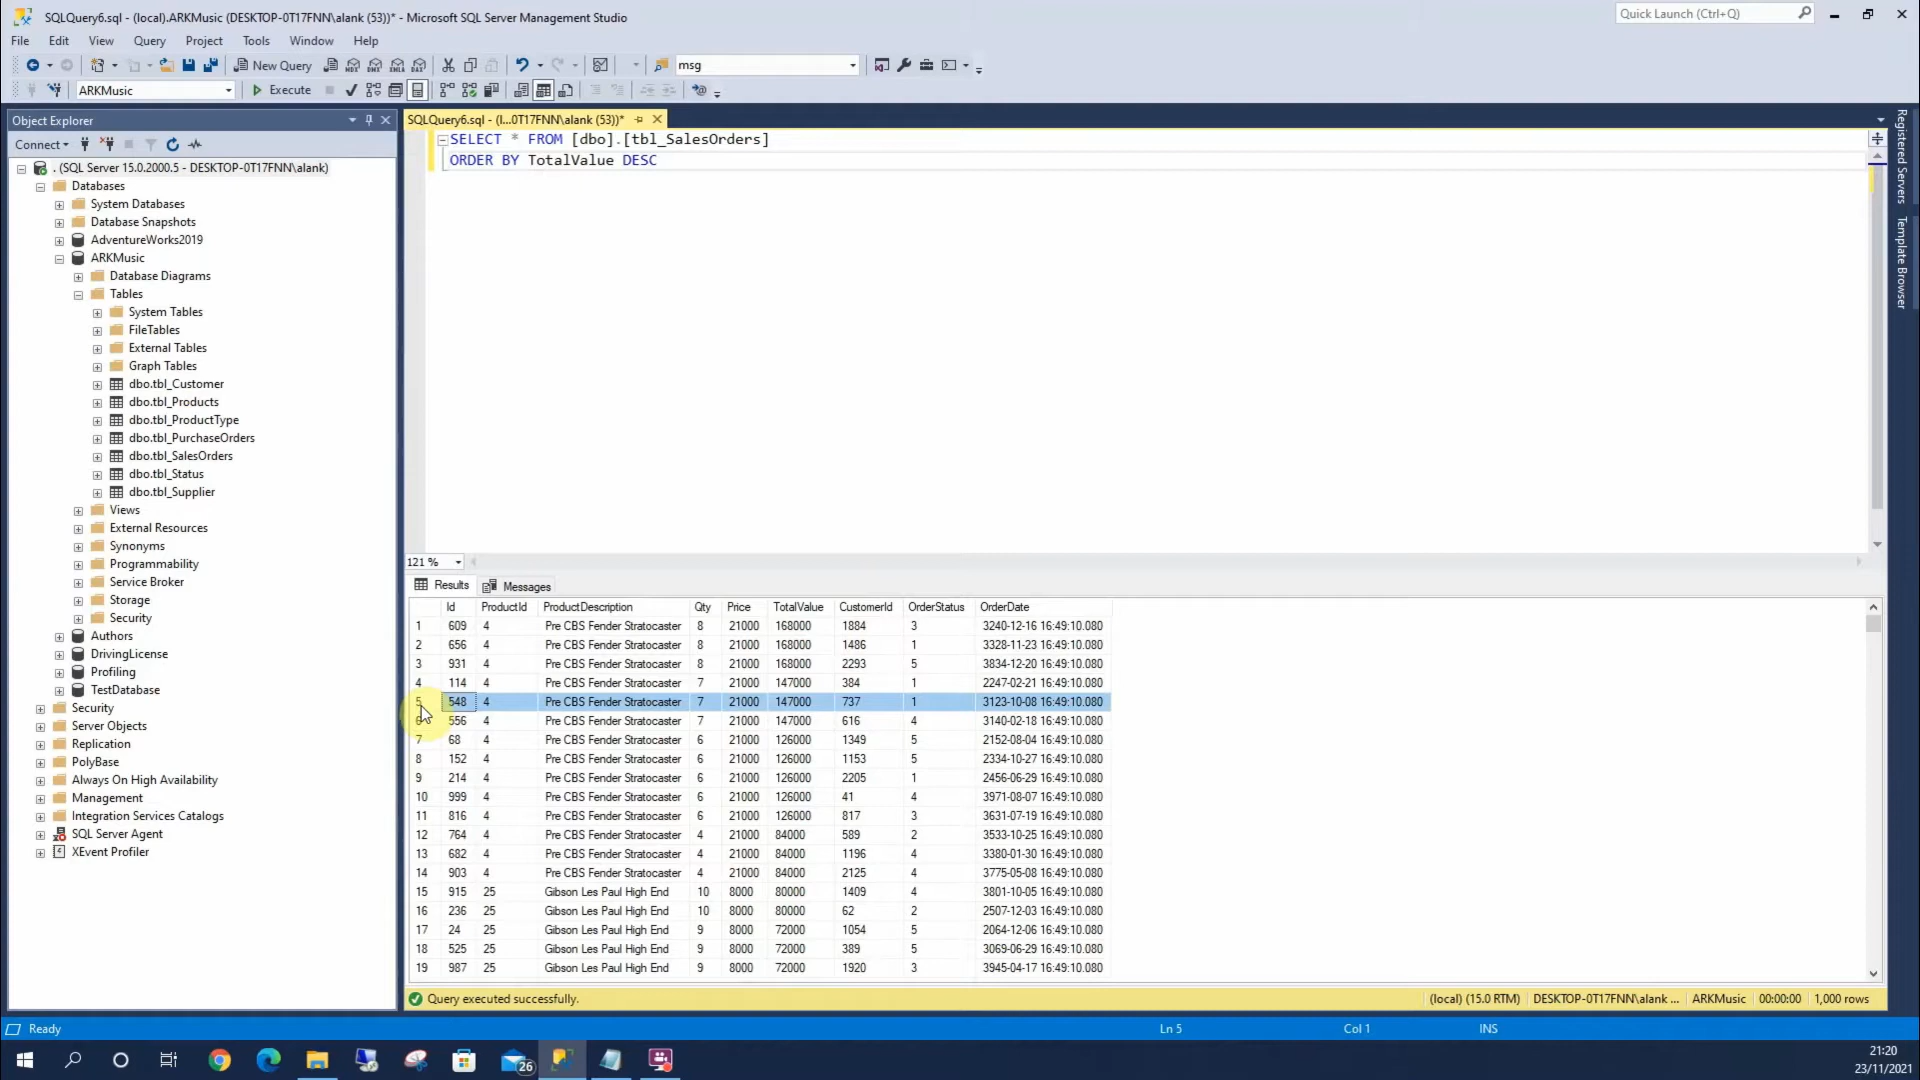 SQLQuery6.sql - (local).ARKMusic (DESKTOP-0T17FNN\alank (53))* - Microsoft SQL Server Management Studio
Quick Launch (Ctrl+Q)
File Edit View Query Project Tools Window Help
New Query
msg
ARKMusic
Execute
Object Explorer
Connect
. (SQL Server 15.0.2000.5 - DESKTOP-0T17FNN\alank)
Databases
System Databases
Database Snapshots
AdventureWorks2019
ARKMusic
Database Diagrams
Tables
System Tables
FileTables
External Tables
Graph Tables
dbo.tbl_Customer
dbo.tbl_Products
dbo.tbl_ProductType
dbo.tbl_PurchaseOrders
dbo.tbl_SalesOrders
dbo.tbl_Status
dbo.tbl_Supplier
Views
External Resources
Synonyms
Programmability
Service Broker
Storage
Security
Authors
DrivingLicense
Profiling
TestDatabase
Security
Server Objects
Replication
PolyBase
Always On High Availability
Management
Integration Services Catalogs
SQL Server Agent
XEvent Profiler
SQLQuery6.sql - (l...0T17FNN\alank (53))*
SELECT * FROM [dbo].[tbl_SalesOrders]
ORDER BY TotalValue DESC
121 %
Results Messages
Id ProductId ProductDescription Qty Price TotalValue CustomerId OrderStatus OrderDate
1 609 4 Pre CBS Fender Stratocaster 8 21000 168000 1884 3 3240-12-16 16:49:10.080
2 656 4 Pre CBS Fender Stratocaster 8 21000 168000 1486 1 3328-11-23 16:49:10.080
3 931 4 Pre CBS Fender Stratocaster 8 21000 168000 2293 5 3834-12-20 16:49:10.080
4 114 4 Pre CBS Fender Stratocaster 7 21000 147000 384 1 2247-02-21 16:49:10.080
5 548 4 Pre CBS Fender Stratocaster 7 21000 147000 737 1 3123-10-08 16:49:10.080
6 556 4 Pre CBS Fender Stratocaster 7 21000 147000 616 4 3140-02-18 16:49:10.080
7 68 4 Pre CBS Fender Stratocaster 6 21000 126000 1349 5 2152-08-04 16:49:10.080
8 152 4 Pre CBS Fender Stratocaster 6 21000 126000 1153 5 2334-10-27 16:49:10.080
9 214 4 Pre CBS Fender Stratocaster 6 21000 126000 2205 1 2456-06-29 16:49:10.080
10 999 4 Pre CBS Fender Stratocaster 6 21000 126000 41 4 3971-08-07 16:49:10.080
11 816 4 Pre CBS Fender Stratocaster 6 21000 126000 817 3 3631-07-19 16:49:10.080
12 764 4 Pre CBS Fender Stratocaster 4 21000 84000 589 2 3533-10-25 16:49:10.080
13 682 4 Pre CBS Fender Stratocaster 4 21000 84000 1196 4 3380-01-30 16:49:10.080
14 903 4 Pre CBS Fender Stratocaster 4 21000 84000 2125 4 3775-05-08 16:49:10.080
15 915 25 Gibson Les Paul High End 10 8000 80000 1409 4 3801-10-05 16:49:10.080
16 236 25 Gibson Les Paul High End 10 8000 80000 62 2 2507-12-03 16:49:10.080
17 24 25 Gibson Les Paul High End 9 8000 72000 1054 5 2064-12-06 16:49:10.080
18 525 25 Gibson Les Paul High End 9 8000 72000 389 5 3069-06-29 16:49:10.080
19 987 25 Gibson Les Paul High End 9 8000 72000 1920 3 3945-04-17 16:49:10.080
Query executed successfully. (local) (15.0 RTM) DESKTOP-0T17FNN\alank ... ARKMusic 00:00:00 1,000 rows
Registered Servers
Template Browser
Ready Ln 5 Col 1 INS
26
21:20
23/11/2021